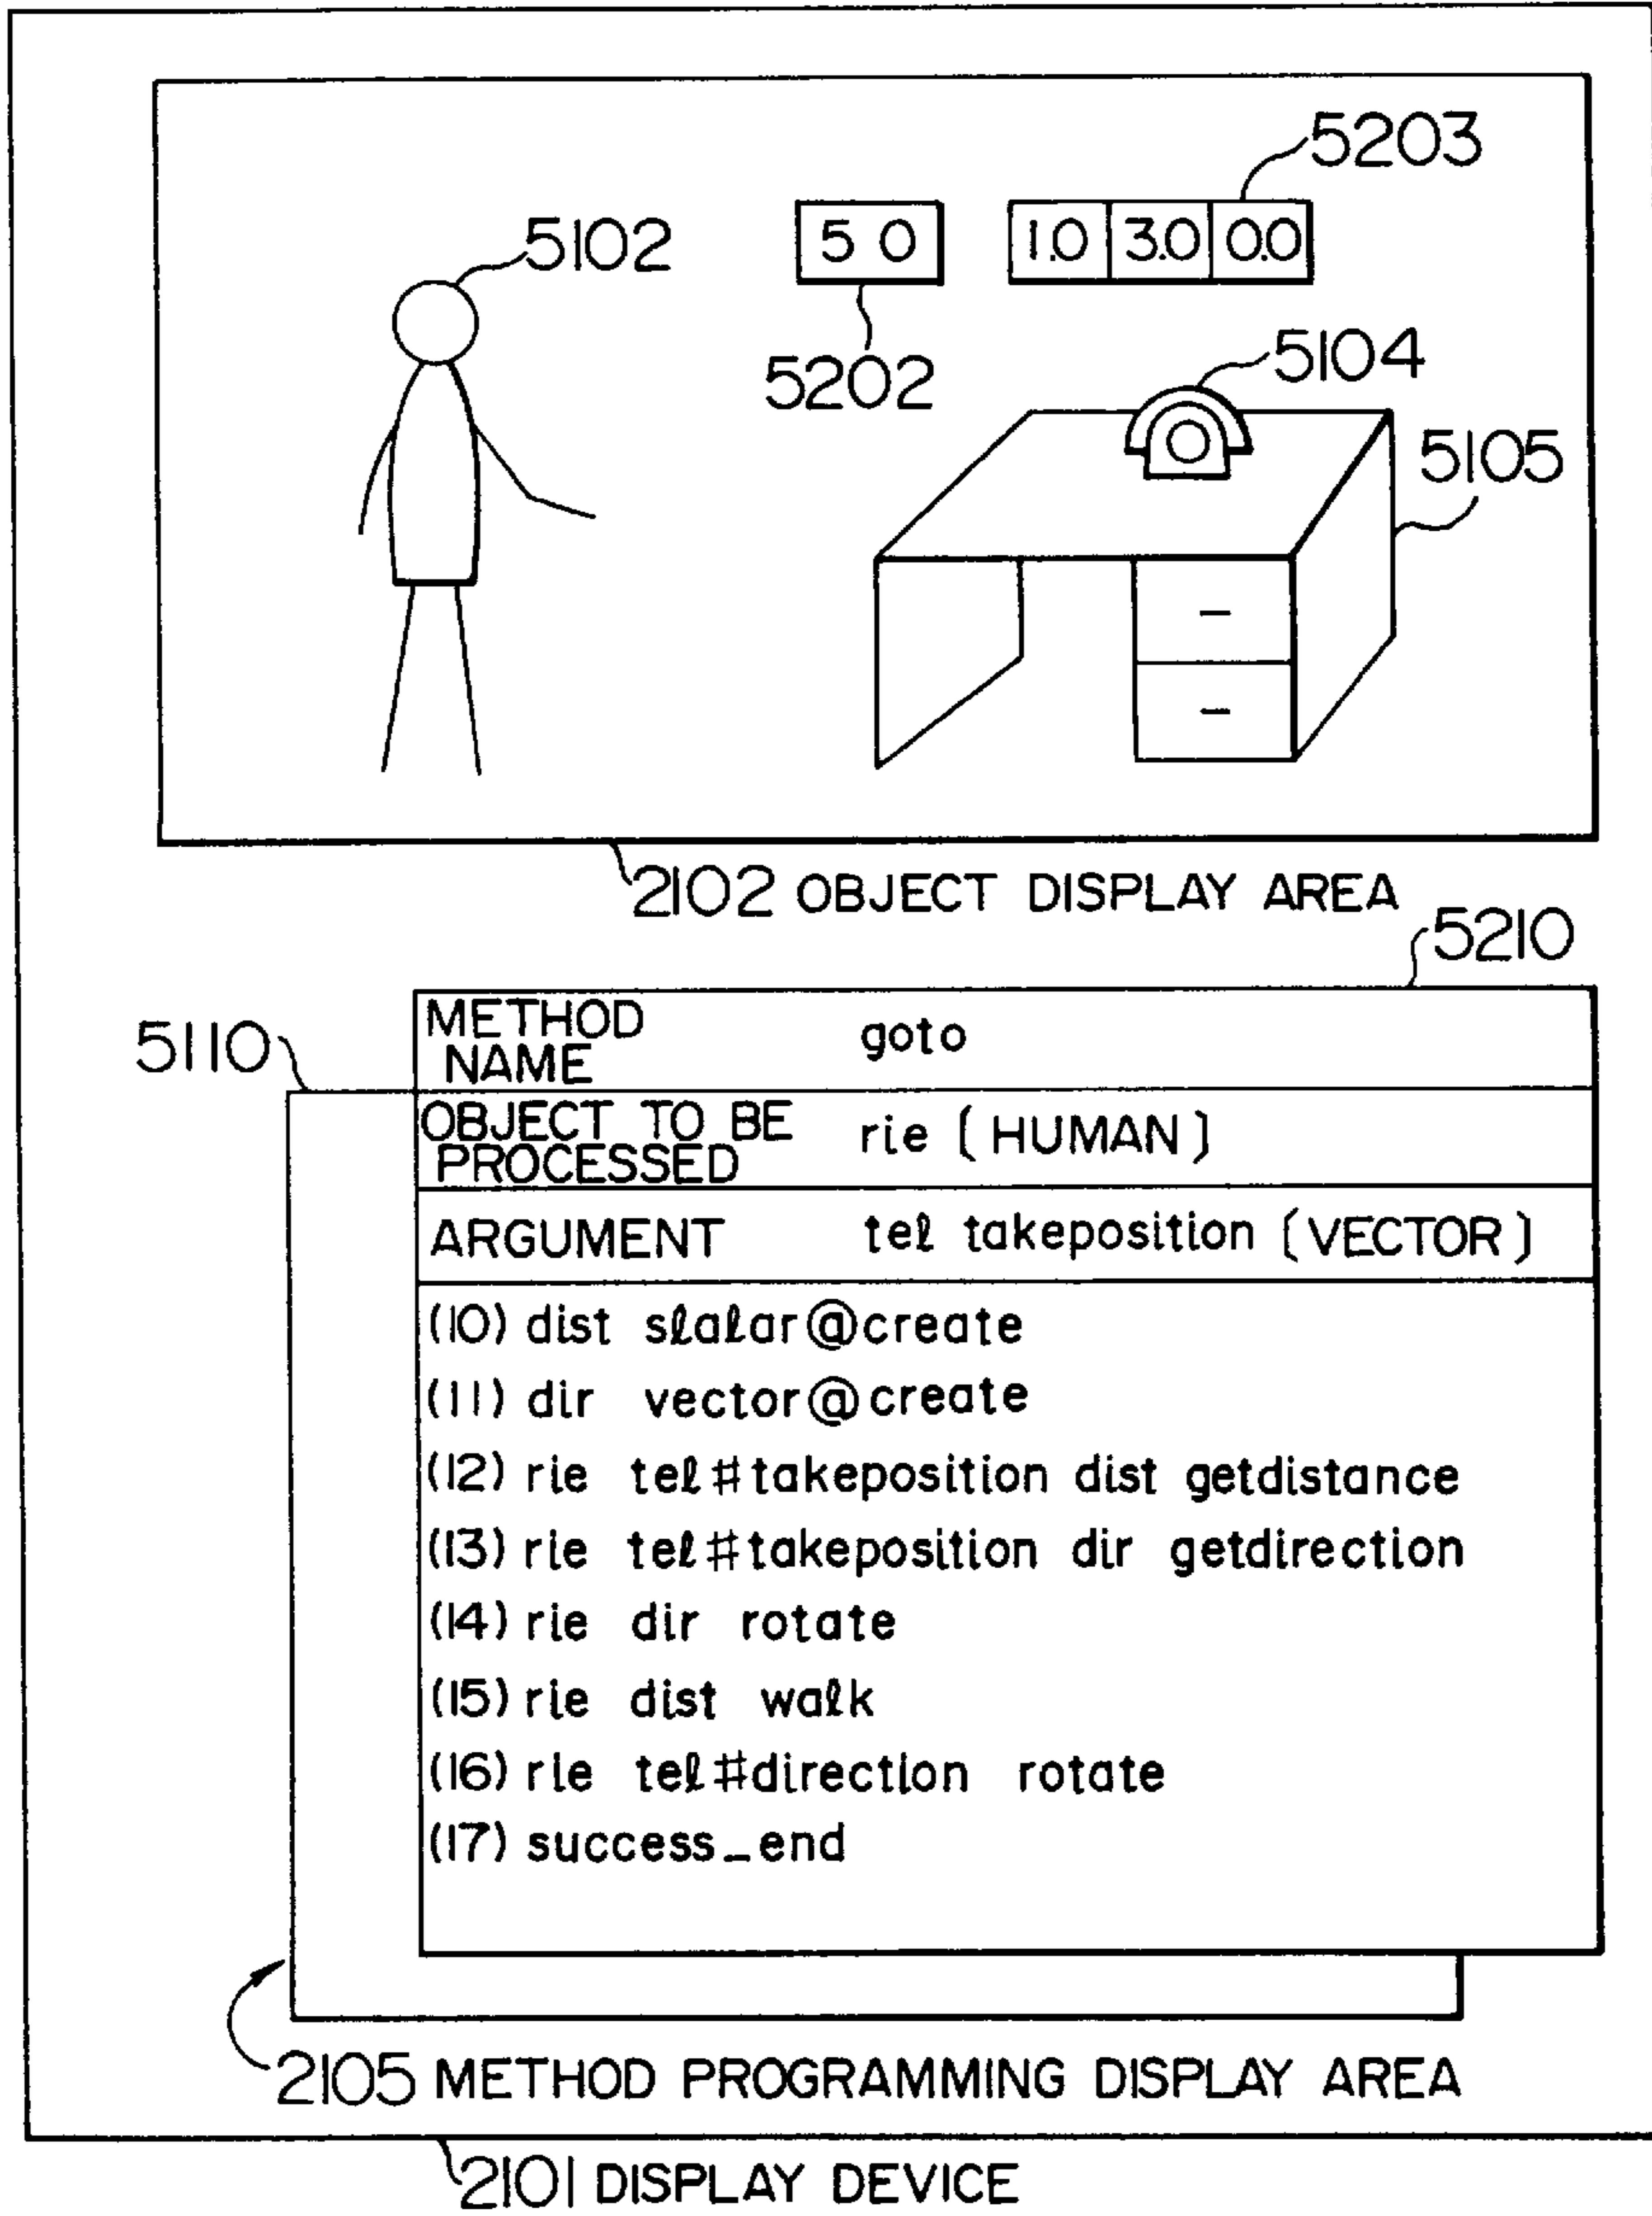 5203
5102
5 0
1.0 3.0 0.0
5202
5104
5105
2102 OBJECT DISPLAY AREA
5210
5110
METHOD NAME goto
OBJECT TO BE PROCESSED rie (HUMAN)
ARGUMENT tel takeposition (VECTOR)
(10) dist slalar@create
(11) dir vector@create
(12) rie tel#takeposition dist getdistance
(13) rie tel#takeposition dir getdirection
(14) rie dir rotate
(15) rie dist walk
(16) rie tel#direction rotate
(17) success_end
2105 METHOD PROGRAMMING DISPLAY AREA
2101 DISPLAY DEVICE